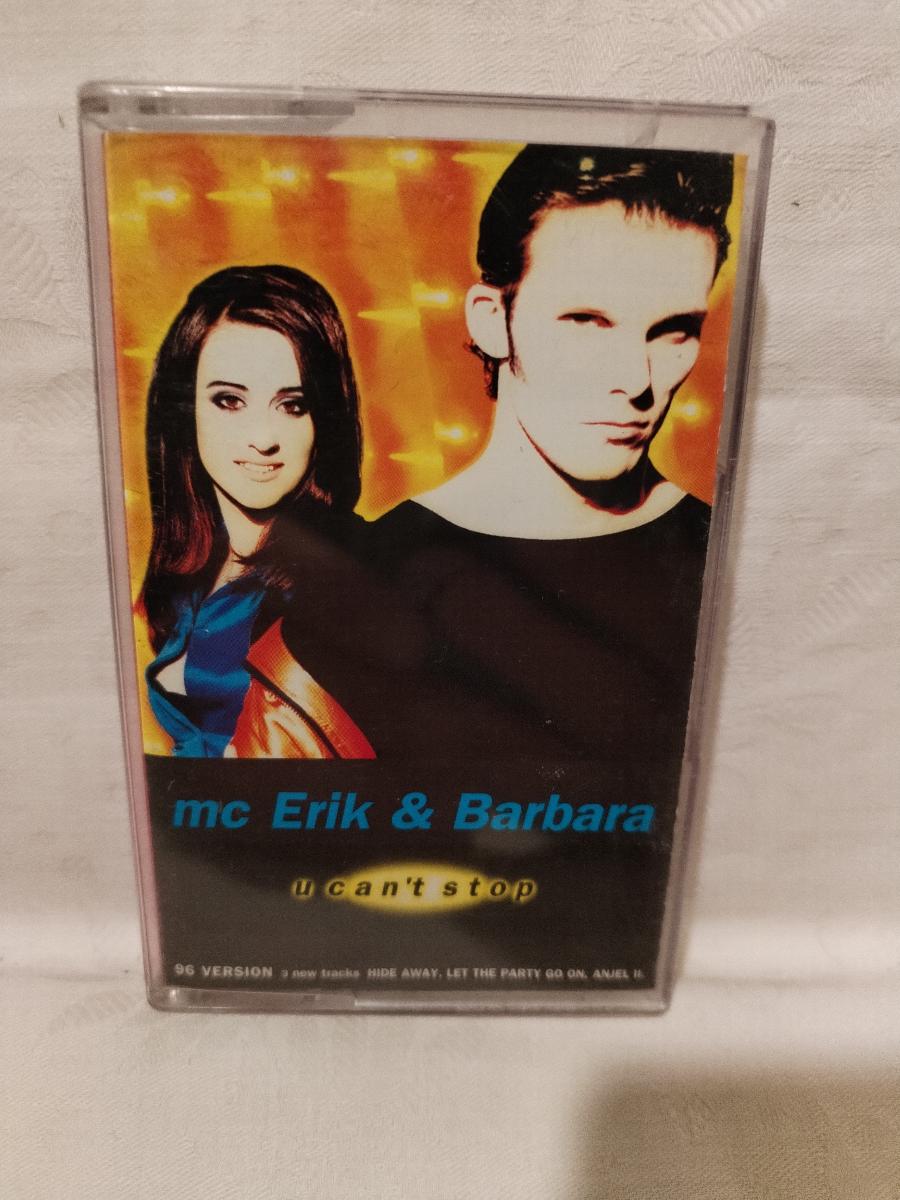 mc Erik & Barbara
u can't stop
96 VERSION 3 new tracks HIDE AWAY, LET THE PARTY GO ON, ANJEL II.